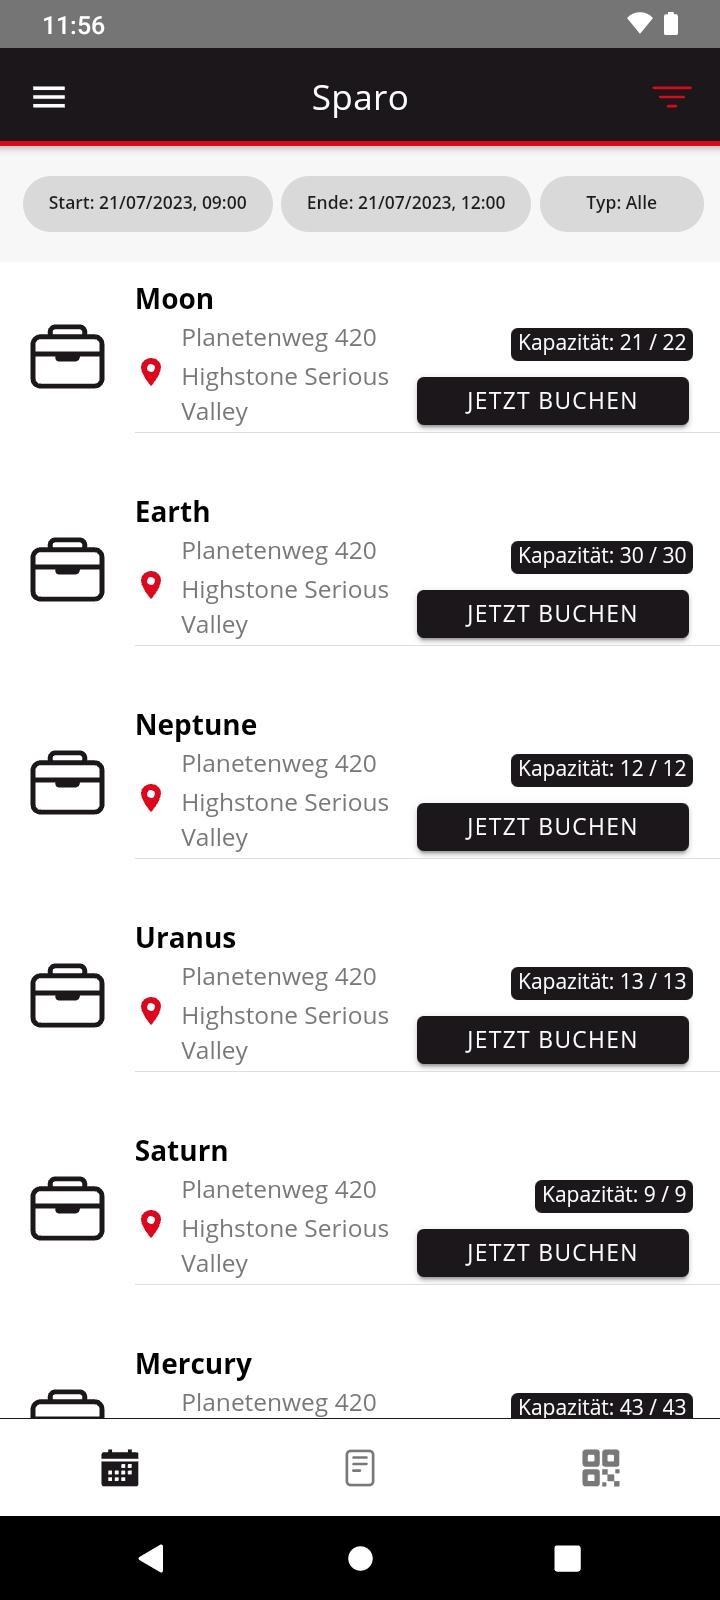 11:56
Sparo
Start: 21/07/2023, 09:00
Ende: 21/07/2023, 12:00
Typ: Alle
Moon
Planetenweg 420
Kapazität: 21 / 22
Highstone Serious
Valley
JETZT BUCHEN
Earth
Planetenweg 420
Kapazität: 30 / 30
Highstone Serious
Valley
JETZT BUCHEN
Neptune
Planetenweg 420
Kapazität: 12 / 12
Highstone Serious
Valley
JETZT BUCHEN
Uranus
Planetenweg 420
Kapazität: 13 / 13
Highstone Serious
Valley
JETZT BUCHEN
Saturn
Planetenweg 420
Kapazität: 9 / 9
Highstone Serious
Valley
JETZT BUCHEN
Mercury
Planetenweg 420
Kapazität: 43 / 43